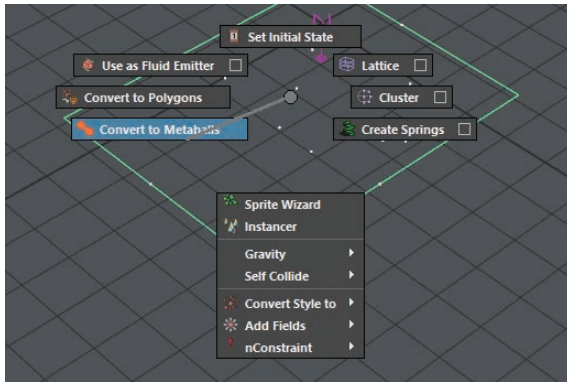 Set Initial State
Use as Fluid Emitter
Lattice
Convert to Polygons
Cluster
Convert to Metaballs
Create Springs
Sprite Wizard
Instancer
Gravity
Self Collide
Convert Style to
Add Fields
nConstraint